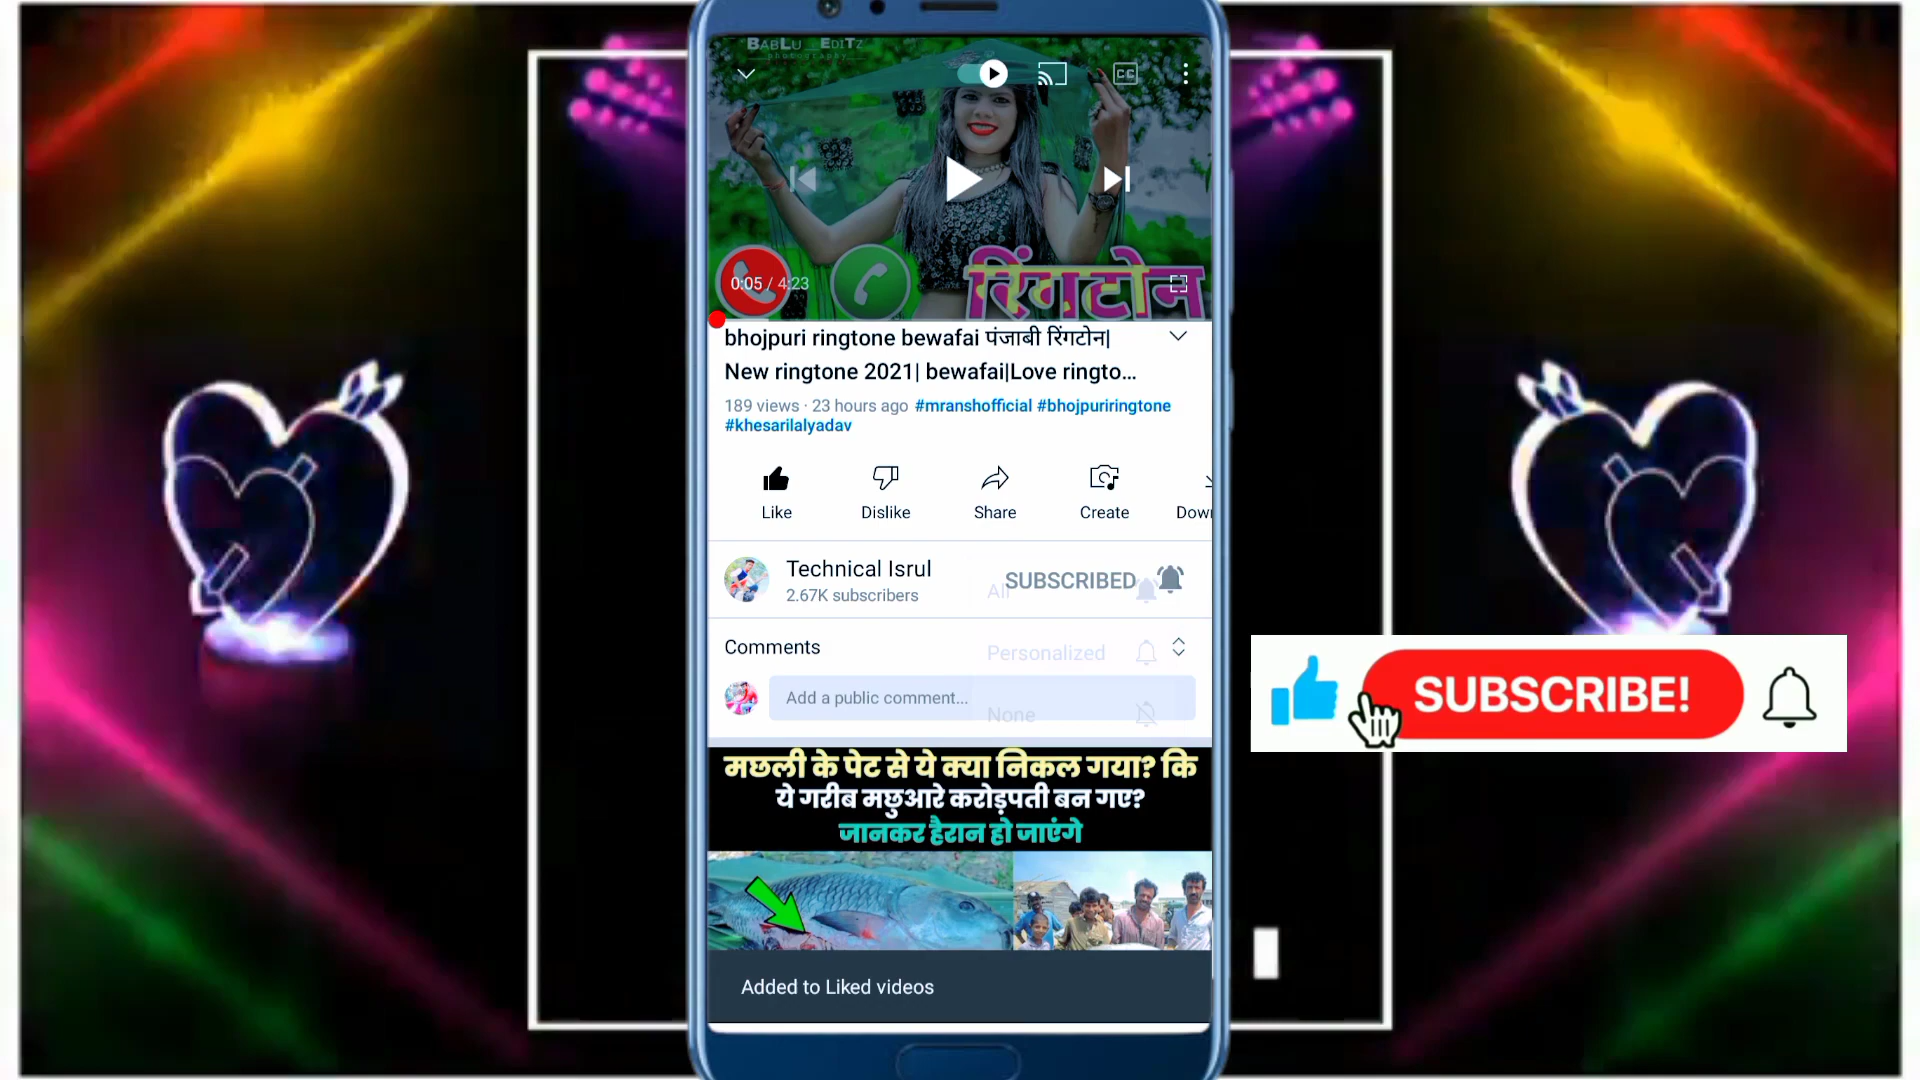 BABLU EDITZ
photography
CC
रिंगटोन
0:05 / 4:23
bhojpuri ringtone bewafai पंजाबी रिंगटोन|
New ringtone 2021| bewafai|Love ringto...
189 views · 23 hours ago #mranshofficial #bhojpuriringtone
#khesarilalyadav
Like Dislike Share Create Down
Technical Isrul
2.67K subscribers
SUBSCRIBED
All
Comments
Personalized
Add a public comment...
None
SUBSCRIBE!
मछली के पेट से ये क्या निकल गया? कि
ये गरीब मछुआरे करोड़पती बन गए?
जानकर हैरान हो जाएंगे
Added to Liked videos